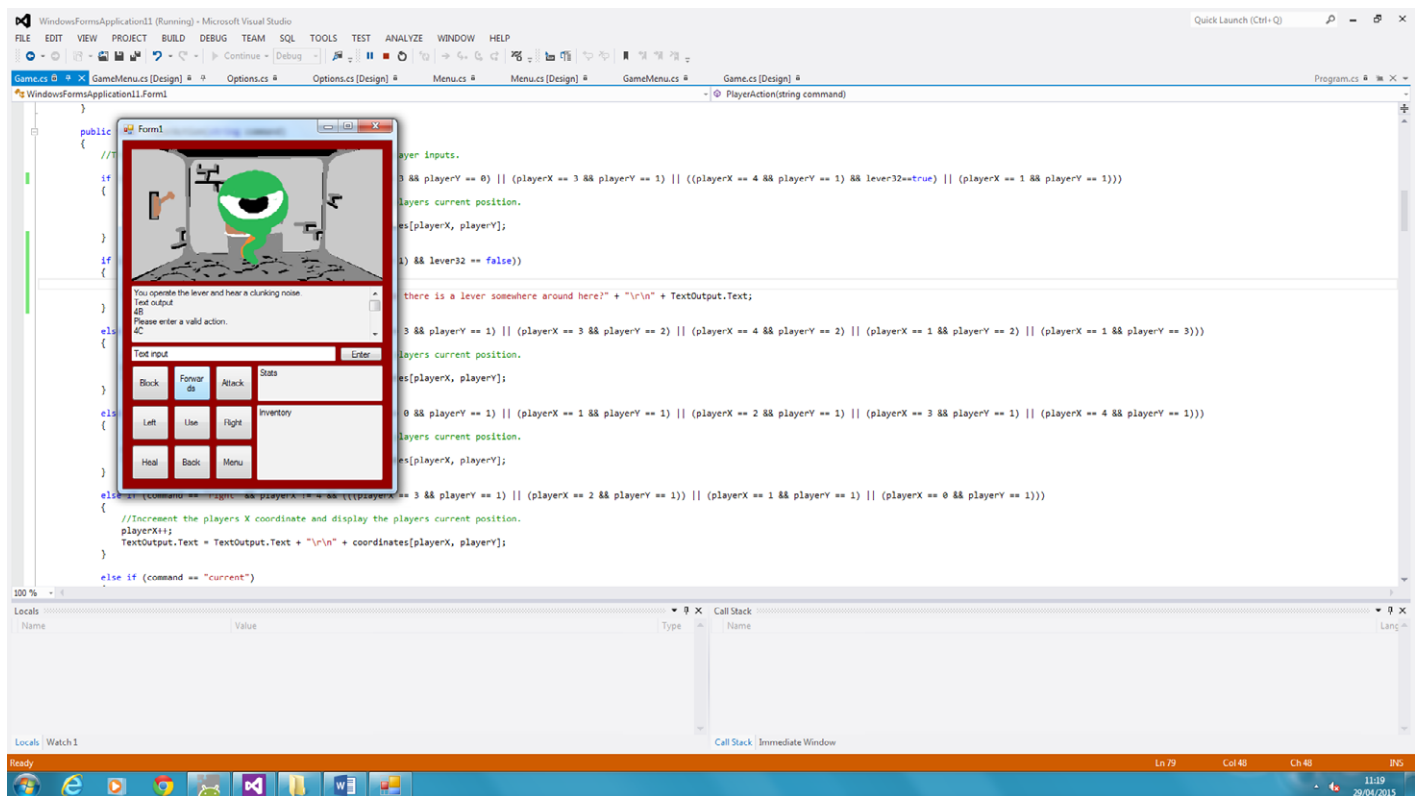 WindowsFormsApplication11 (Running) - Microsoft Visual Studio
Quick Launch (Ctrl+Q)
FILE EDIT VIEW PROJECT BUILD DEBUG TEAM SQL TOOLS TEST ANALYZE WINDOW HELP
Continue Debug
Game.cs GameMenu.cs [Design] Options.cs Options.cs [Design] Menu.cs Menu.cs [Design] GameMenu.cs Game.cs [Design] Program.cs
WindowsFormsApplication11.Form1 PlayerAction(string command)
}
public
{
//T ayer inputs.
if 3 && playerY == 0) || (playerX == 3 && playerY == 1) || ((playerX == 4 && playerY == 1) && lever32==true) || (playerX == 1 && playerY == 1)))
{
layers current position.
es[playerX, playerY];
}
if 1) && lever32 == false))
{
there is a lever somewhere around here?" + "\r\n" + TextOutput.Text;
}
els 3 && playerY == 1) || (playerX == 3 && playerY == 2) || (playerX == 4 && playerY == 2) || (playerX == 1 && playerY == 2) || (playerX == 1 && playerY == 3)))
{
layers current position.
es[playerX, playerY];
}
els 0 && playerY == 1) || (playerX == 1 && playerY == 1) || (playerX == 2 && playerY == 1) || (playerX == 3 && playerY == 1) || (playerX == 4 && playerY == 1)))
{
layers current position.
es[playerX, playerY];
}
else if (command == "right" && playerX != 4 && (((playerX == 3 && playerY == 1) || (playerX == 2 && playerY == 1)) || (playerX == 1 && playerY == 1) || (playerX == 0 && playerY == 1)))
{
//Increment the players X coordinate and display the players current position.
playerX++;
TextOutput.Text = TextOutput.Text + "\r\n" + coordinates[playerX, playerY];
}
else if (command == "current")
Form1
You operate the lever and hear a clunking noise.
Text output
4B
Please enter a valid action.
4C
Text input Enter
Block Forwar
ds Attack Stats
Left Use Right Inventory
Heal Back Menu
100 %
Locals Call Stack
Name Value Type Name Lang
Locals Watch 1 Call Stack Immediate Window
Ready Ln 79 Col 48 Ch 48 INS
11:19
29/04/2015